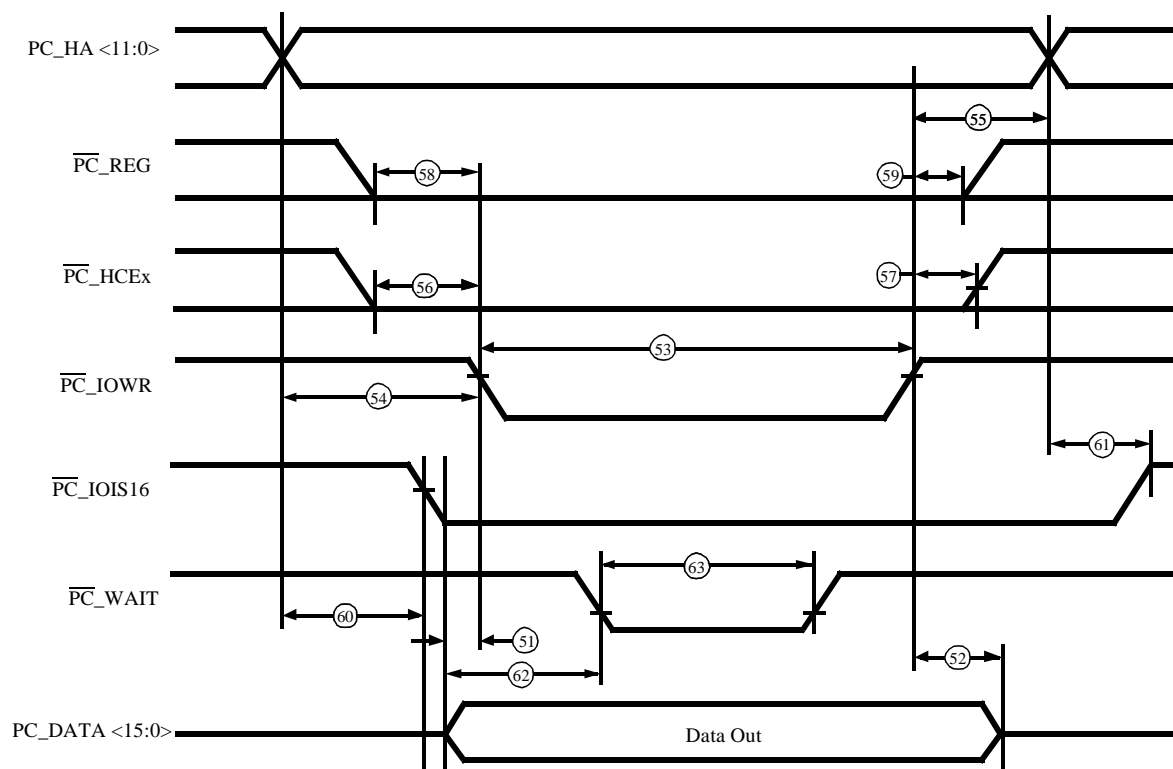 PC_HA <11:0>
55
PC_REG
58
59
PC_HCEx
56
57
53
PC_IOWR
54
61
PC_IOIS16
63
PC_WAIT
60
51
52
62
PC_DATA <15:0>
Data Out